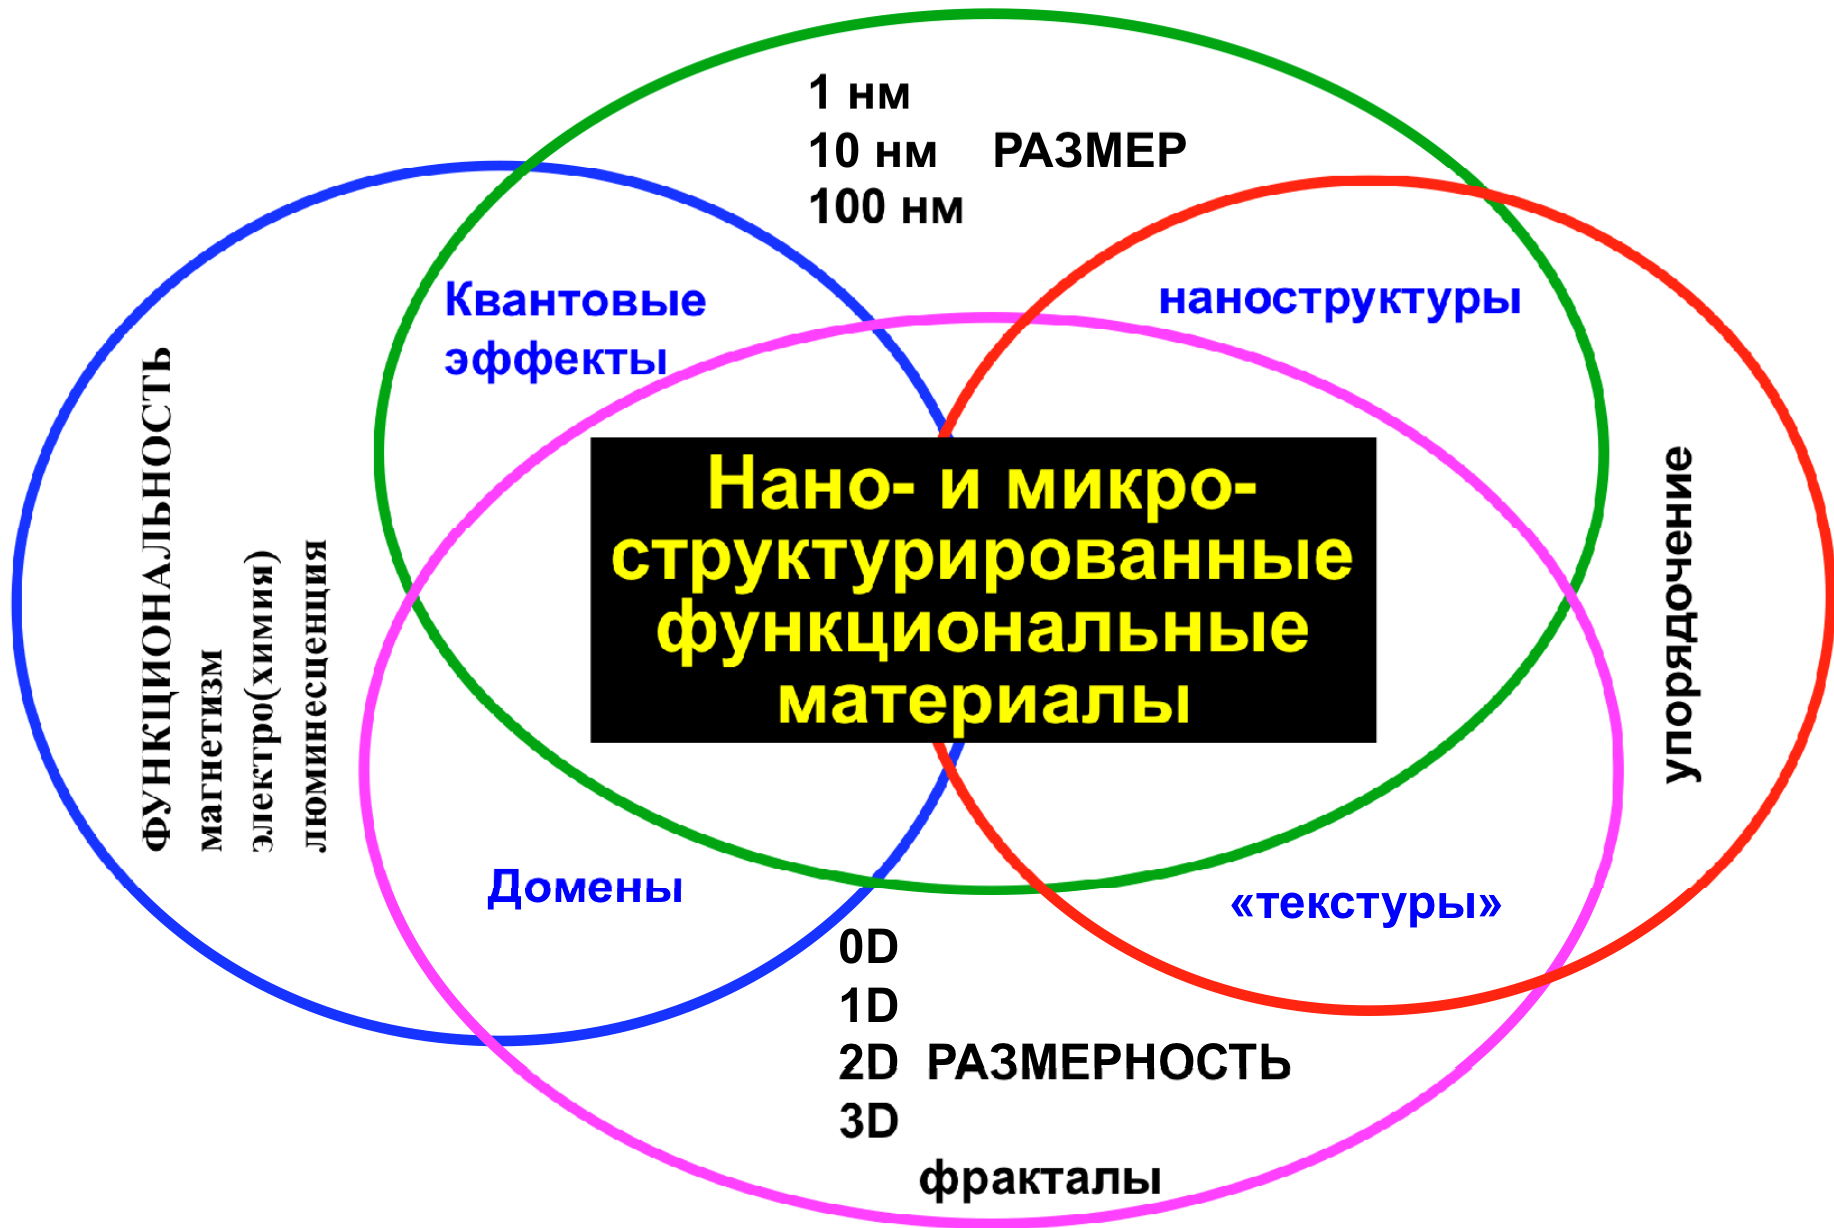 1 нм
10 нм РАЗМЕР
100 нм
Квантовые
эффекты
наноструктуры
ФУНКЦИОНАЛЬНОСТЬ
магнетизм
электро(химия)
люминесценция
Нано- и микро-
структурированные
функциональные
материалы
упорядочение
Домены
«текстуры»
0D
1D
2D РАЗМЕРНОСТЬ
3D
фракталы